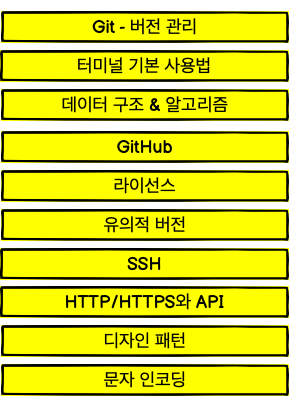 Git - 버전 관리
터미널 기본 사용법
데이터 구조 & 알고리즘
GitHub
라이선스
유의적 버전
SSH
HTTP/HTTPS와 API
디자인 패턴
문자 인코딩